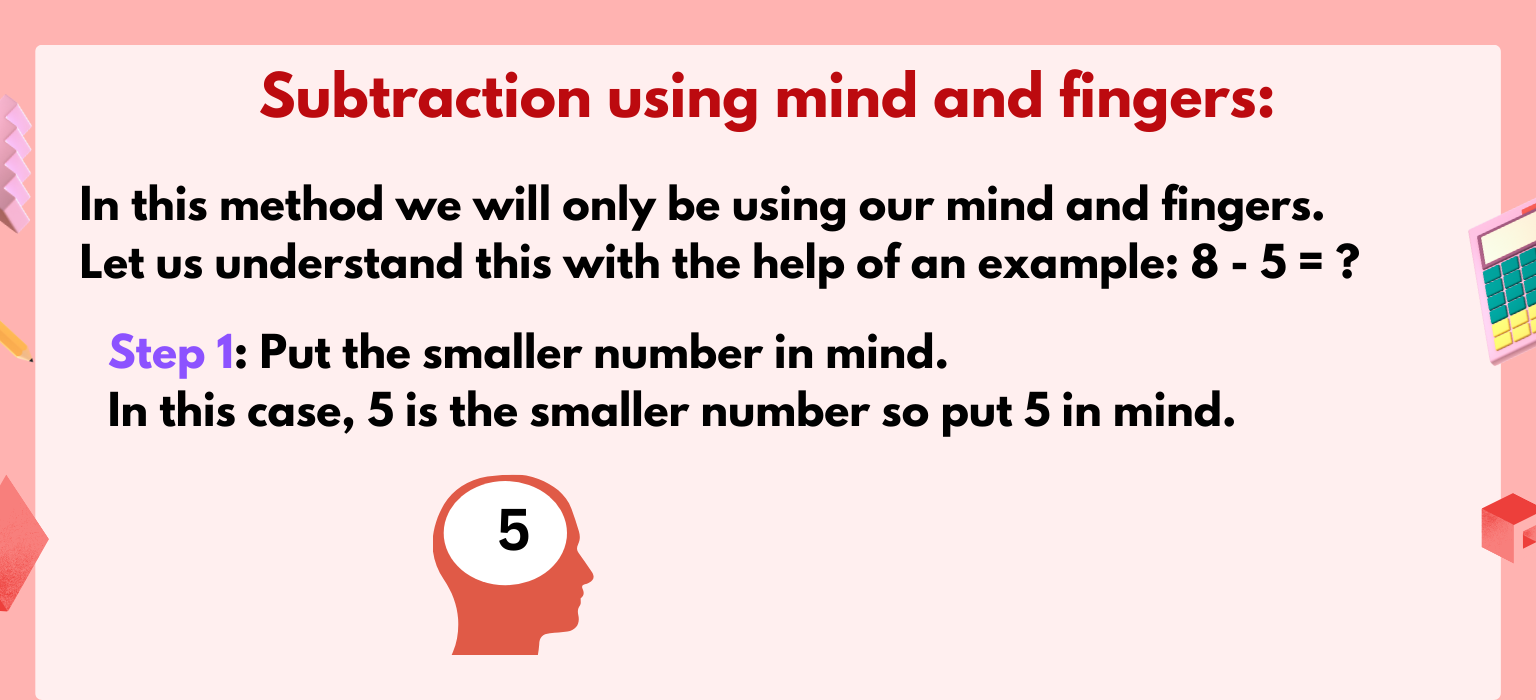 Subtraction using mind and fingers:
In this method we will only be using our mind and fingers.
Let us understand this with the help of an example: 8 - 5 = ?
Step 1: Put the smaller number in mind.
In this case, 5 is the smaller number so put 5 in mind.
5